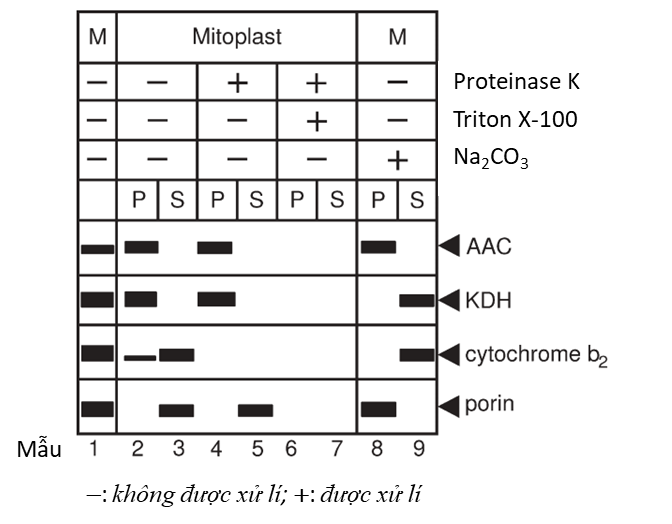 M Mitoplast M
– – + + – Proteinase K
– – – + – Triton X-100
– – – – + Na₂CO₃
P S P S P S P S
AAC
KDH
cytochrome b₂
porin
Mẫu 1 2 3 4 5 6 7 8 9
–: không được xử lí; +: được xử lí